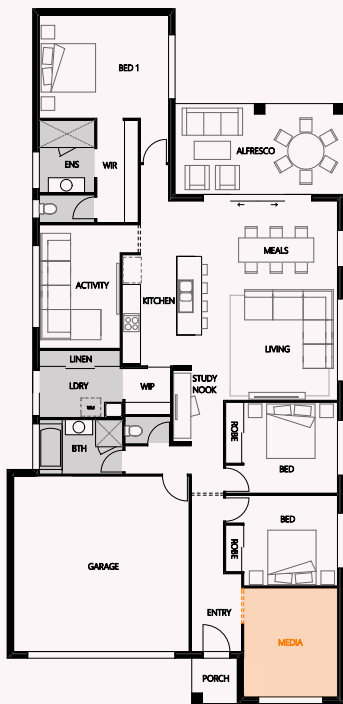 BED 1
ENS
WIR
ALFRESCO
MEALS
ACTIVITY
KITCHEN
LIVING
LINEN
LDRY
WIP
STUDY
NOOK
ROBE
BTH
BED
BED
ROBE
GARAGE
ENTRY
MEDIA
PORCH